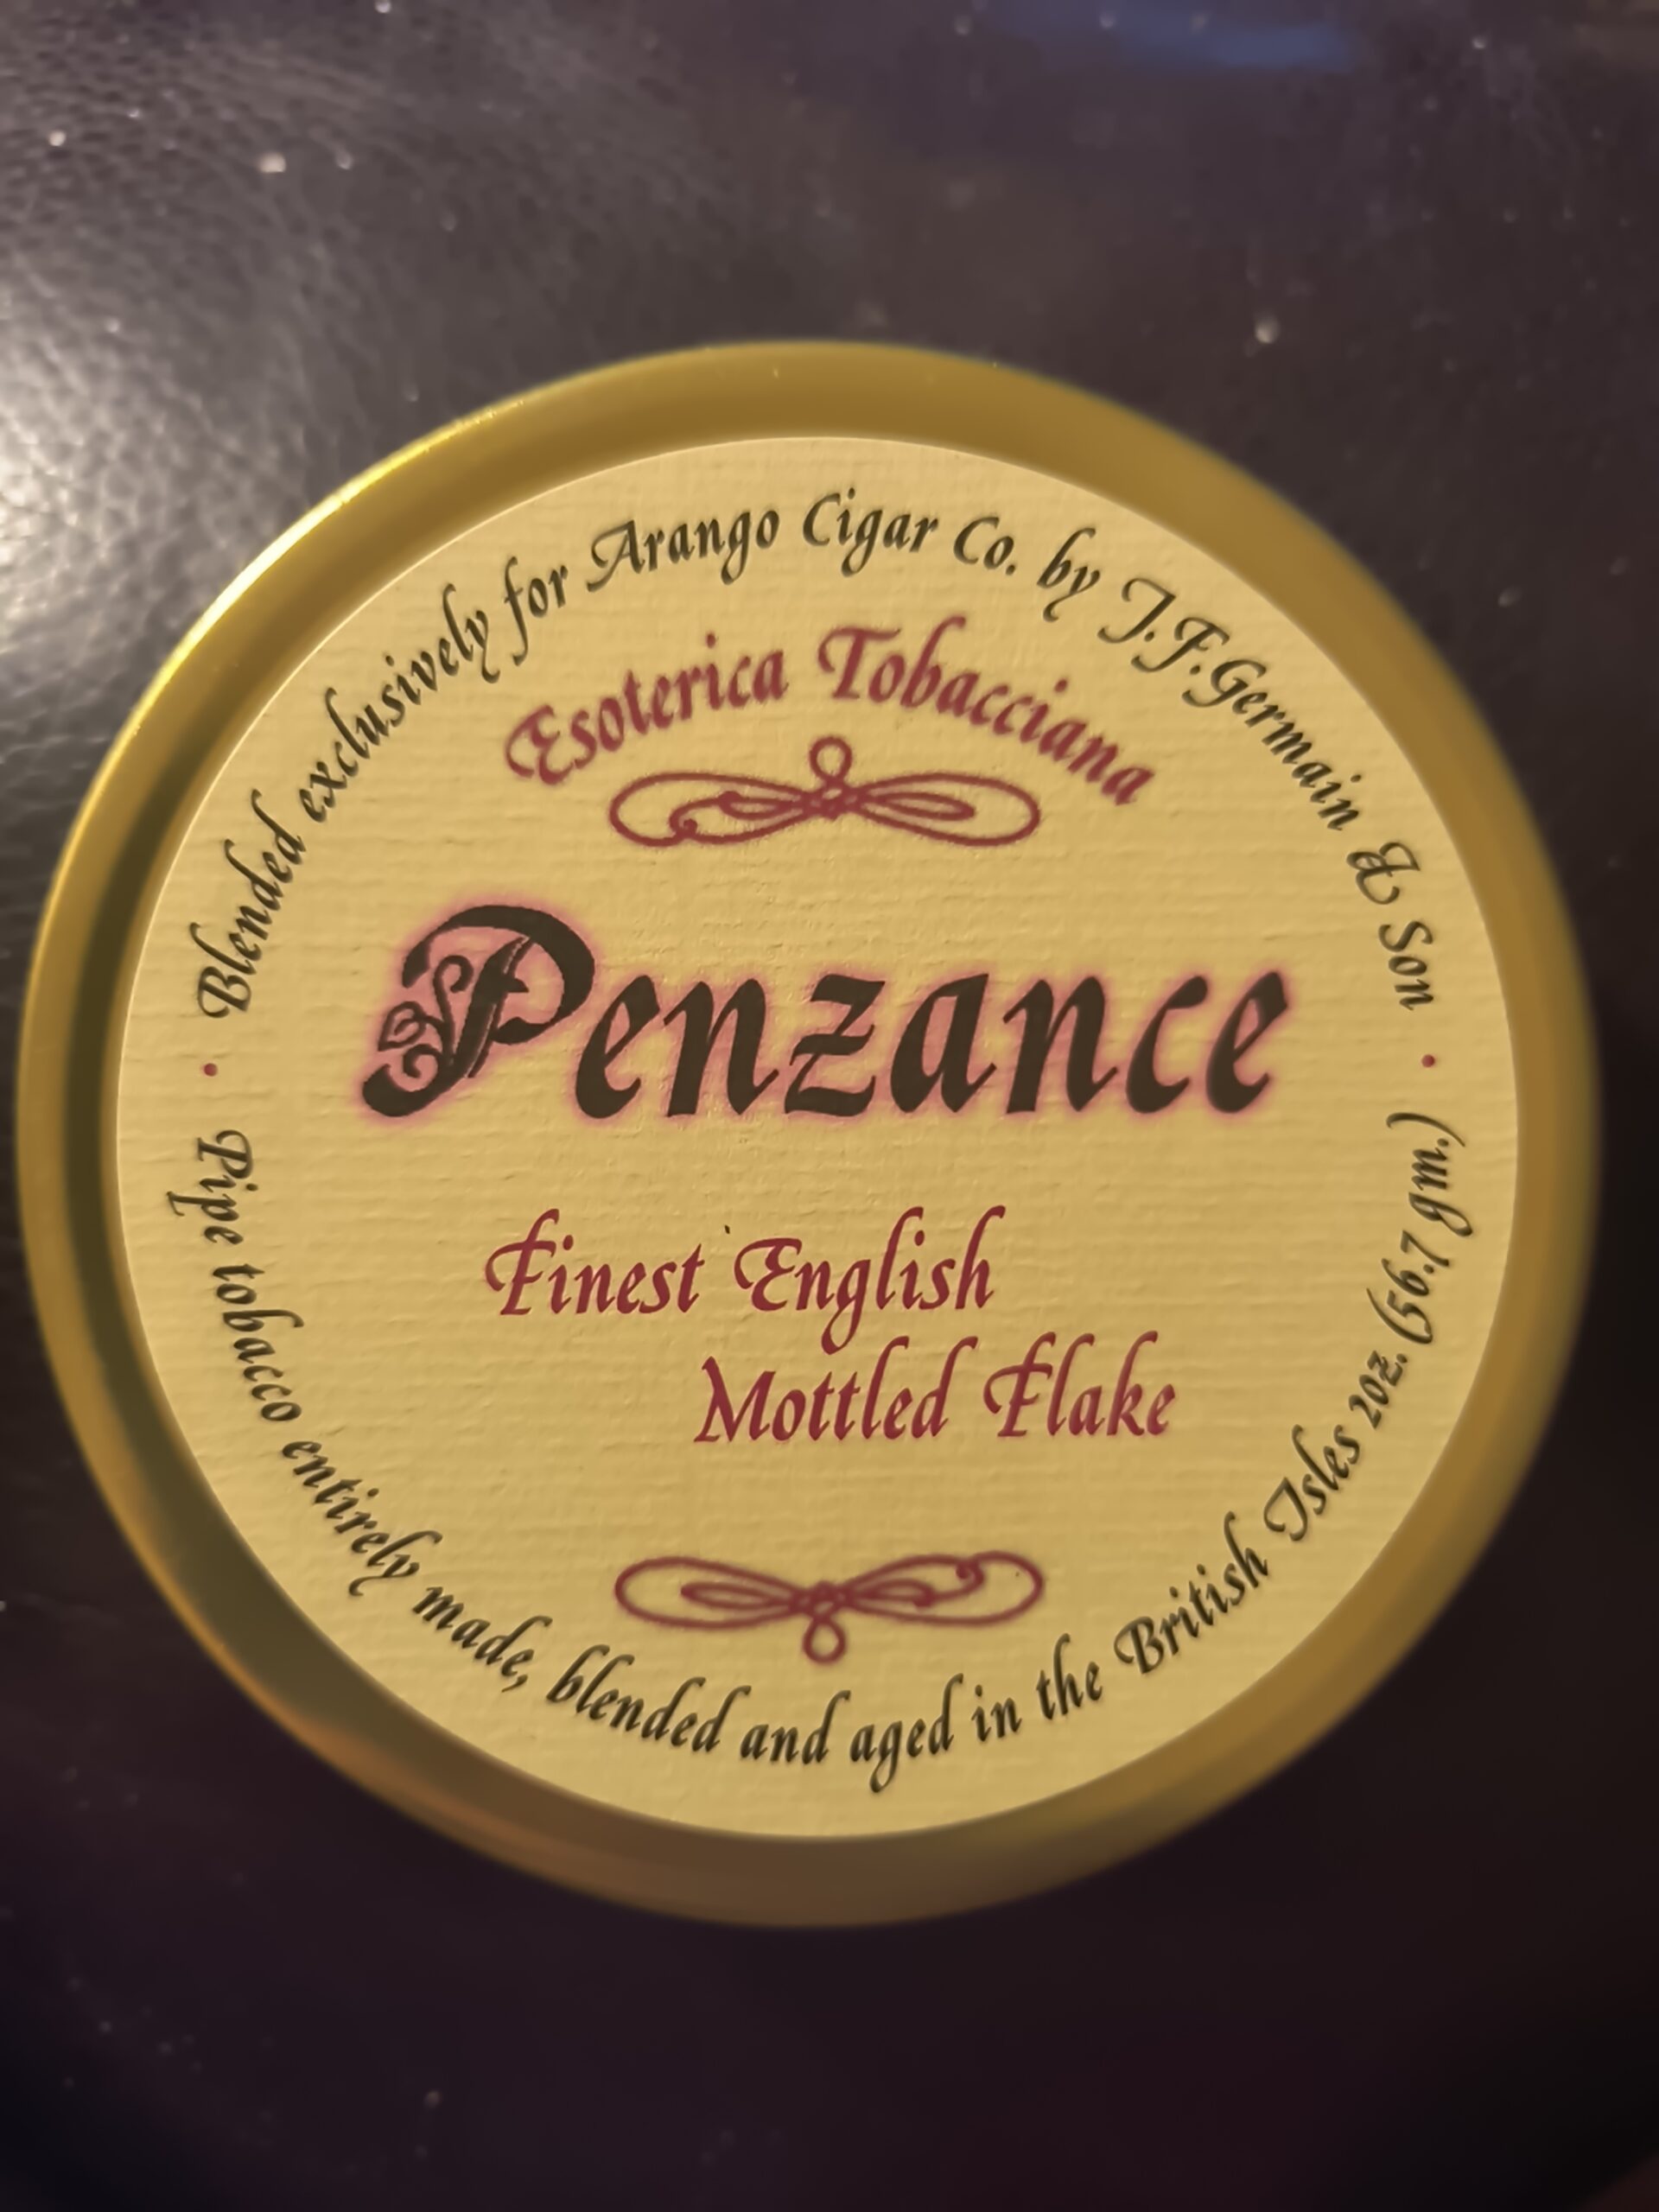 Blended exclusively for Arango Cigar Co. by J.F.Germain & Son
Esoterica Tobacciana
Penzance
Finest English
Mottled Flake
Pipe tobacco entirely made, blended and aged in the British Isles 2oz. (56.7 gm.)